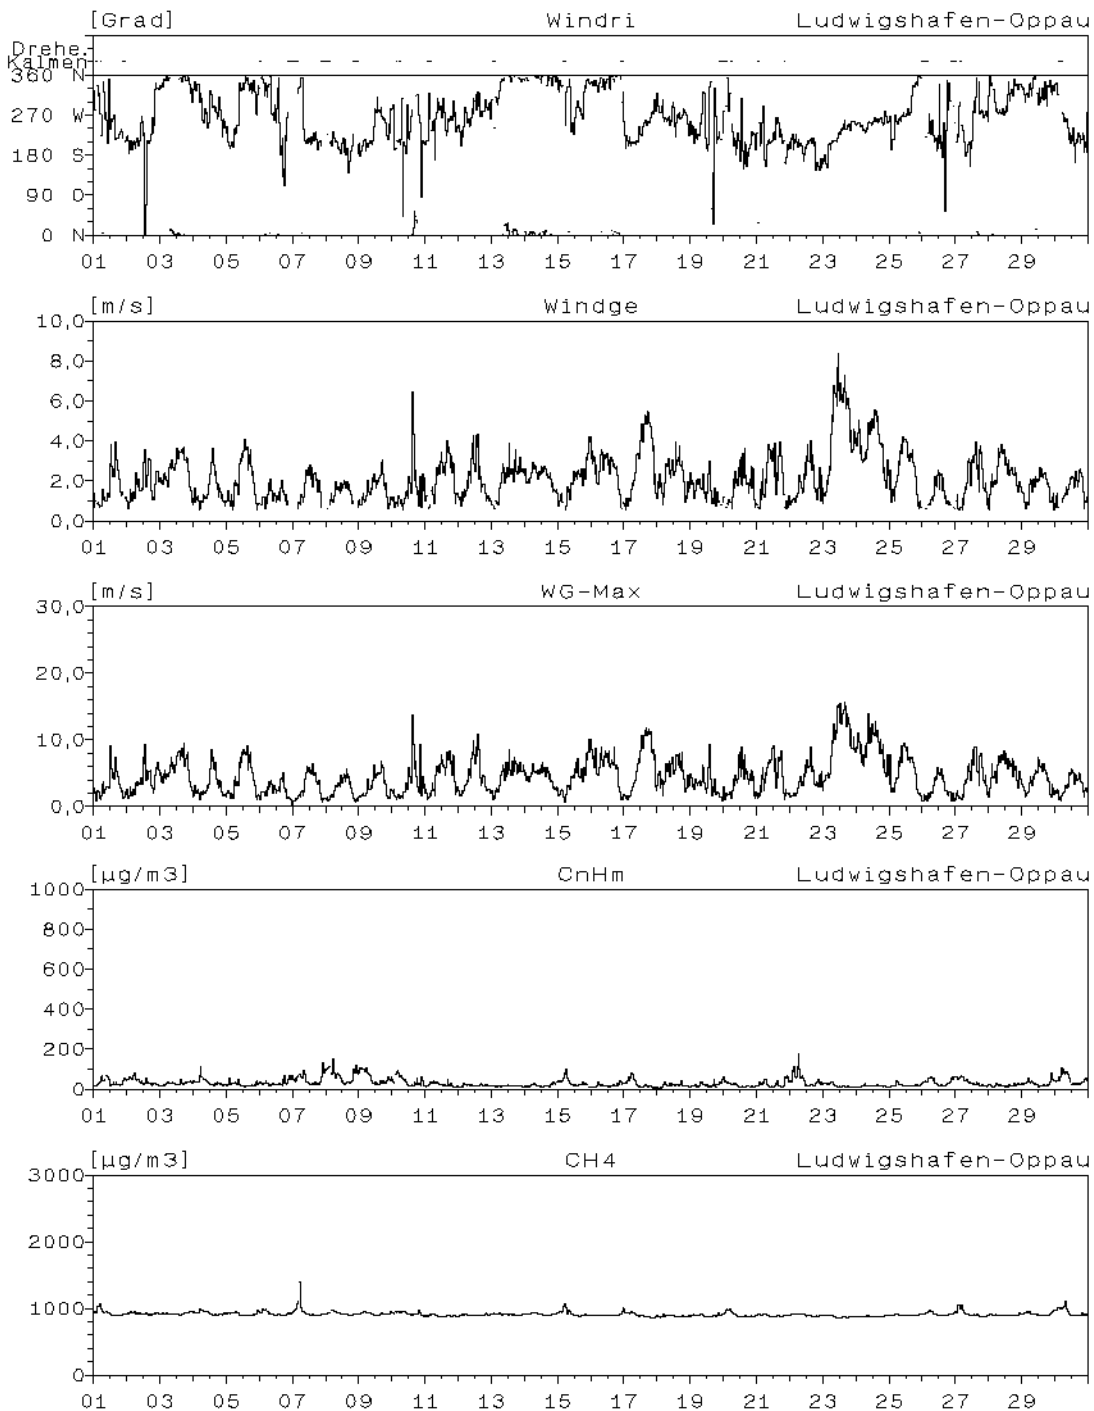 [Grad] Windri Ludwigshafen-Oppau
Drehe.
Kalmen
360 N
270 W
180 S
90 O
0 N
01 03 05 07 09 11 13 15 17 19 21 23 25 27 29
[m/s] Windge Ludwigshafen-Oppau
10,0
8,0
6,0
4,0
2,0
0,0
01 03 05 07 09 11 13 15 17 19 21 23 25 27 29
[m/s] WG-Max Ludwigshafen-Oppau
30,0
20,0
10,0
0,0
01 03 05 07 09 11 13 15 17 19 21 23 25 27 29
[µg/m3] CnHm Ludwigshafen-Oppau
1000
800
600
400
200
0
01 03 05 07 09 11 13 15 17 19 21 23 25 27 29
[µg/m3] CH4 Ludwigshafen-Oppau
3000
2000
1000
0
01 03 05 07 09 11 13 15 17 19 21 23 25 27 29